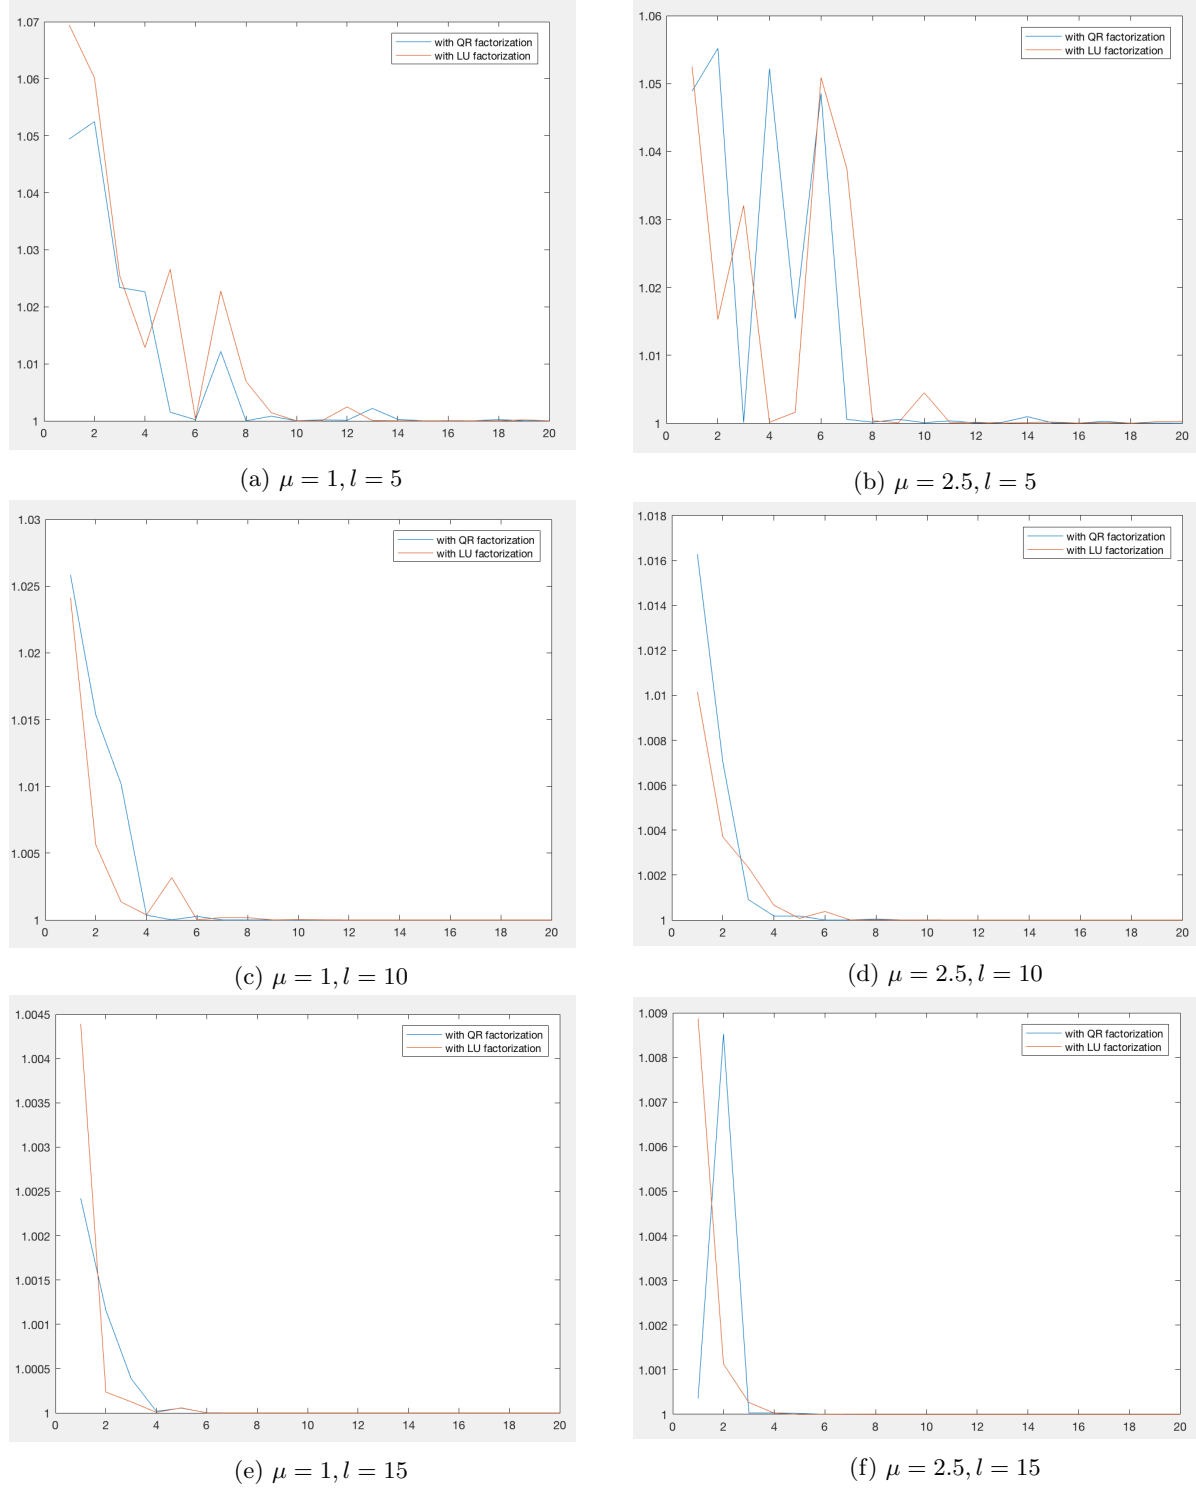 1.07
1.06
1.05
1.04
1.03
1.02
1.01
1
0 2 4 6 8 10 12 14 16 18 20
with QR factorization
with LU factorization
(a) μ = 1, l = 5
1.06
1.05
1.04
1.03
1.02
1.01
1
0 2 4 6 8 10 12 14 16 18 20
with QR factorization
with LU factorization
(b) μ = 2.5, l = 5
1.03
1.025
1.02
1.015
1.01
1.005
1
0 2 4 6 8 10 12 14 16 18 20
with QR factorization
with LU factorization
(c) μ = 1, l = 10
1.018
1.016
1.014
1.012
1.01
1.008
1.006
1.004
1.002
1
0 2 4 6 8 10 12 14 16 18 20
with QR factorization
with LU factorization
(d) μ = 2.5, l = 10
1.0045
1.004
1.0035
1.003
1.0025
1.002
1.0015
1.001
1.0005
1
0 2 4 6 8 10 12 14 16 18 20
with QR factorization
with LU factorization
(e) μ = 1, l = 15
1.009
1.008
1.007
1.006
1.005
1.004
1.003
1.002
1.001
1
0 2 4 6 8 10 12 14 16 18 20
with QR factorization
with LU factorization
(f) μ = 2.5, l = 15